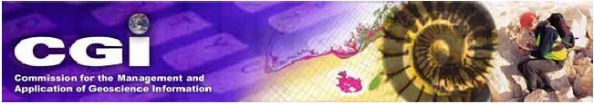 CGI
Commission for the Management and
Application of Geoscience Information